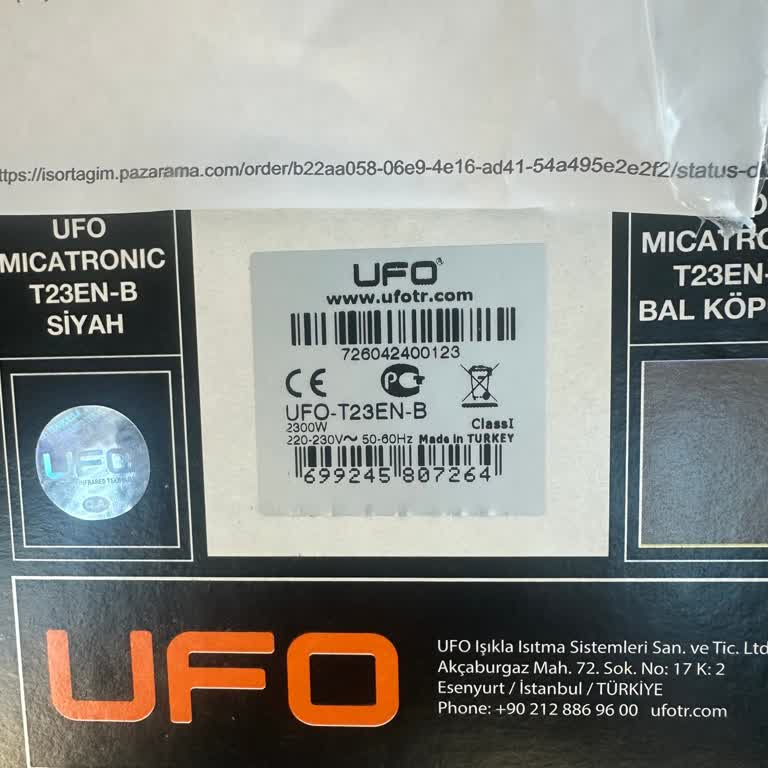 ttps://isortagim.pazarama.com/order/b22aa058-06e9-4e16-ad41-54a495e2e2f2/status-d
UFO
MICATRONIC
T23EN-B
SİYAH
UFO
www.ufotr.com
726042400123
CE
UFO-T23EN-B
2300W
ClassI
220-230V~ 50-60Hz Made in TURKEY
699245 807264
MICATRO
T23EN-
BAL KÖP
UFO
UFO
UFO Işıkla Isıtma Sistemleri San. ve Tic. Ltd
Akçaburgaz Mah. 72. Sok. No: 17 K: 2
Esenyurt / İstanbul / TÜRKİYE
Phone: +90 212 886 96 00 ufotr.com